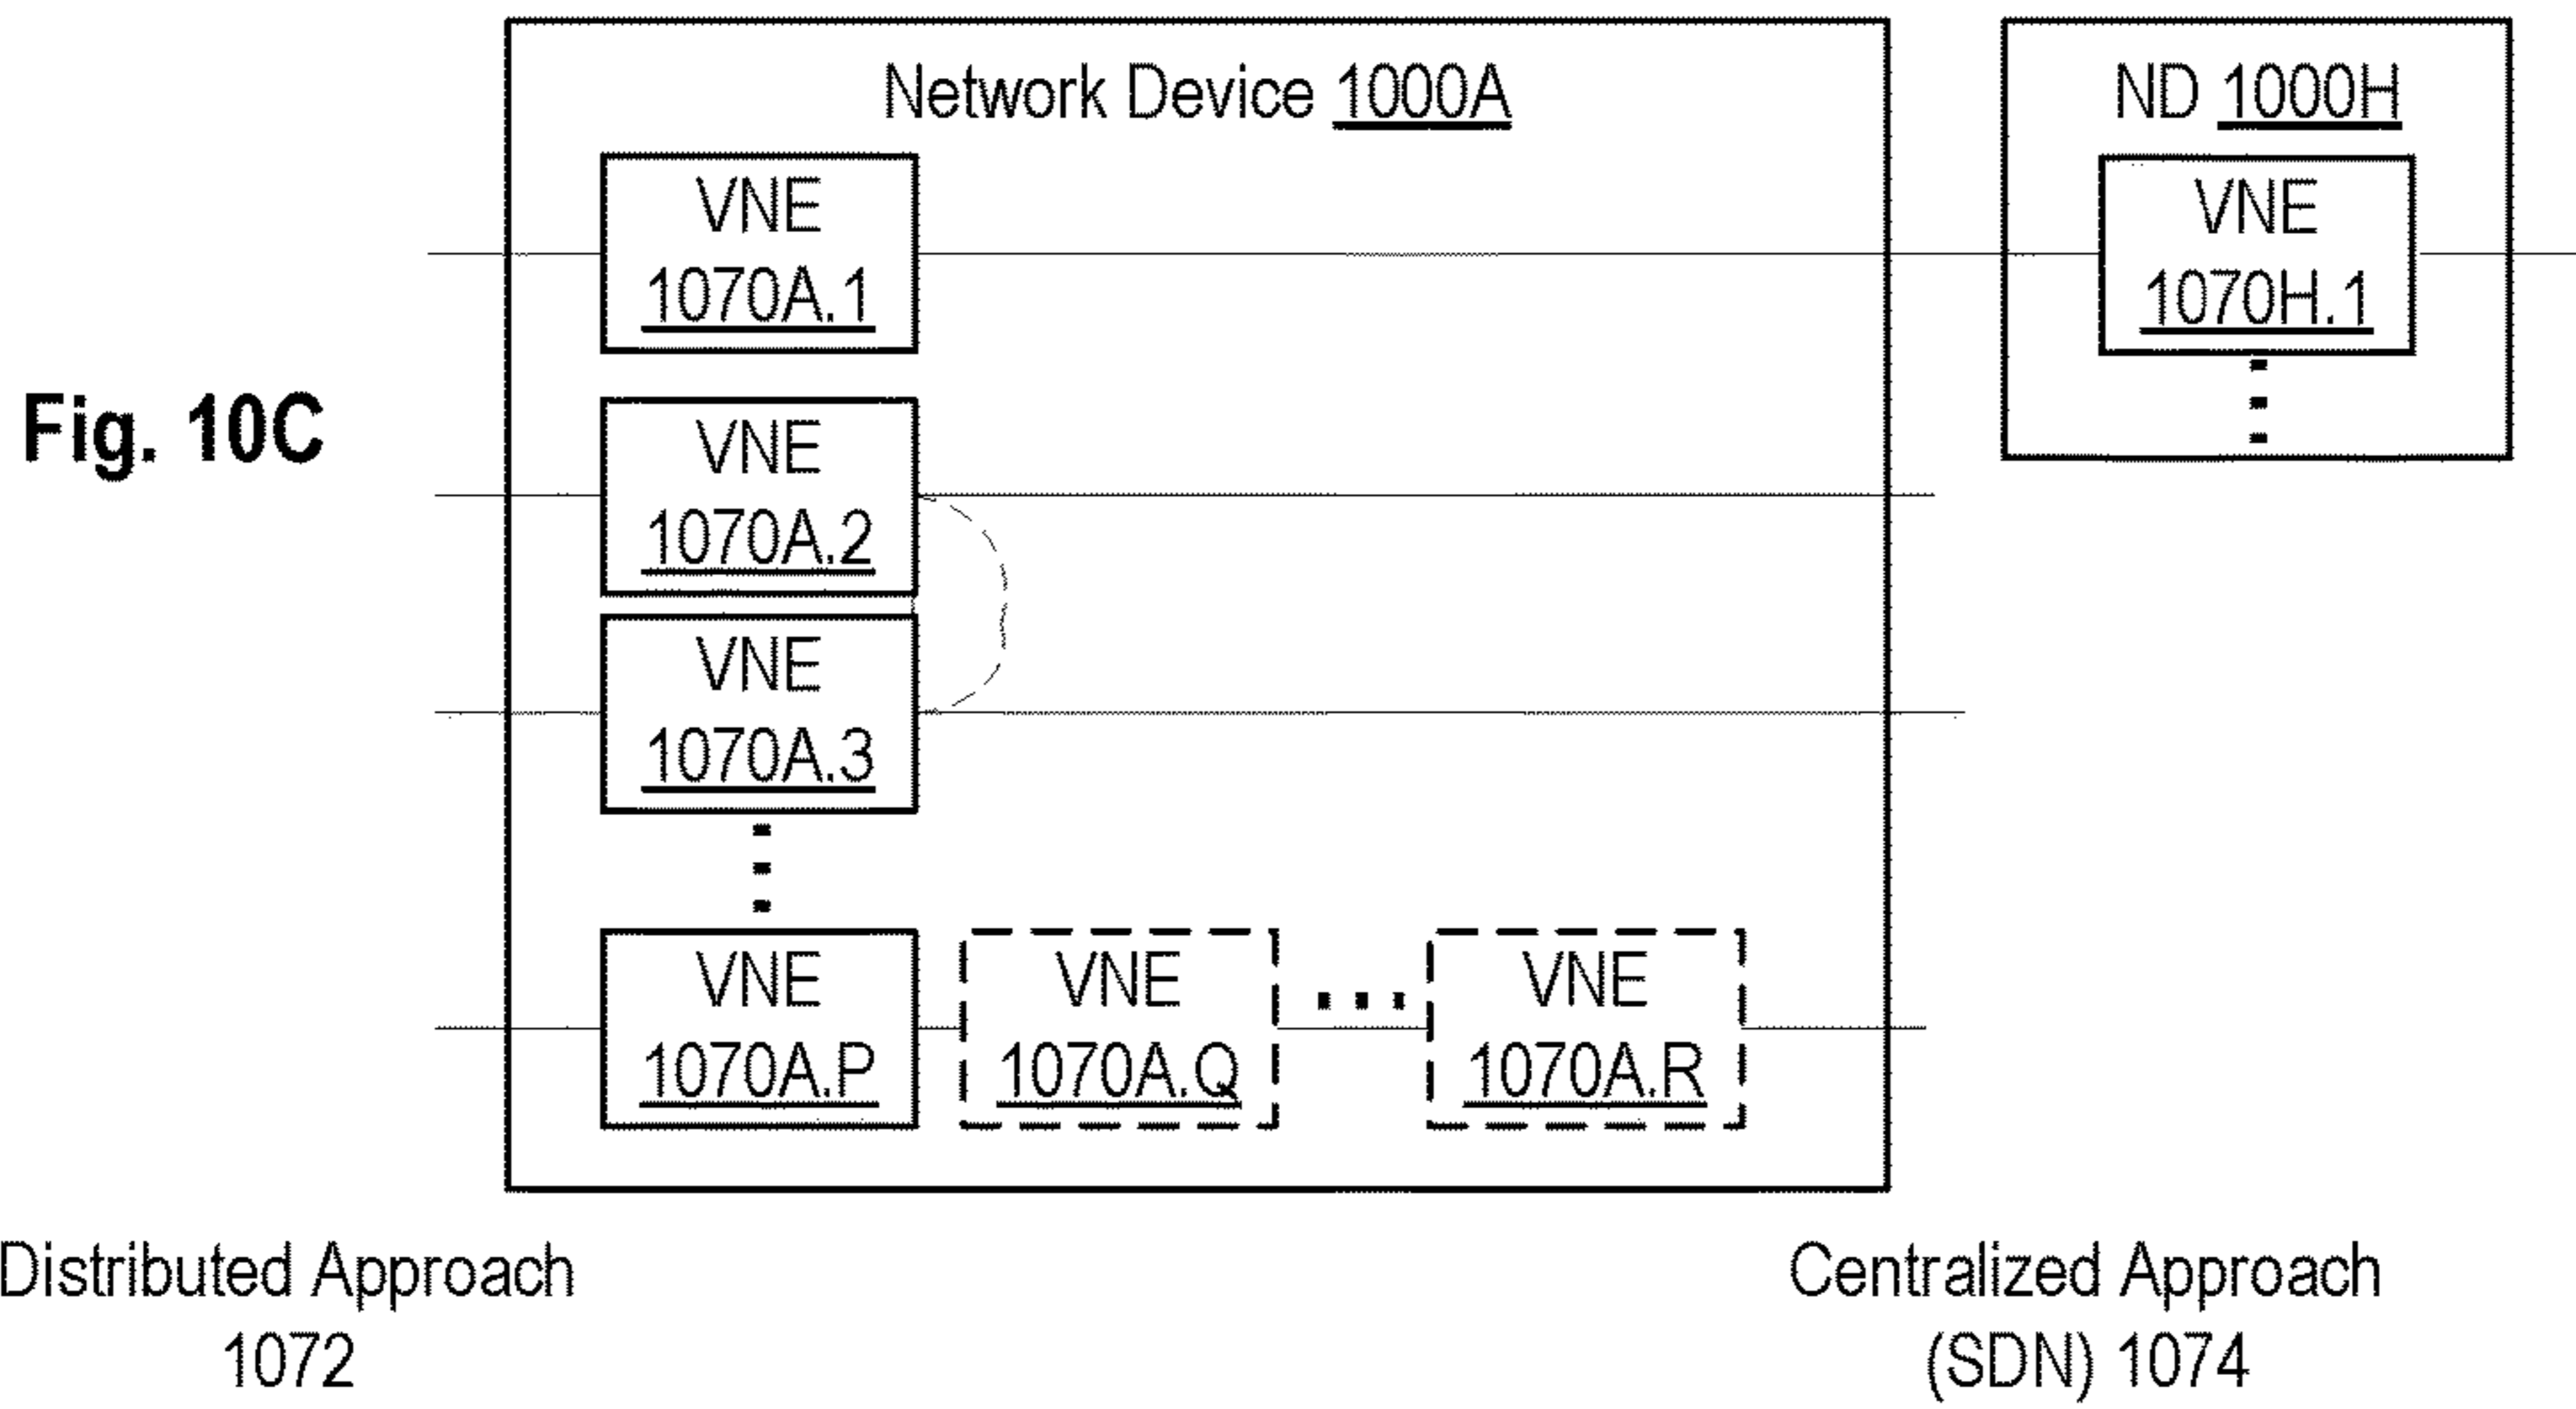 Network Device 1000A
ND 1000H
VNE
1070A.1
VNE
1070H.1
Fig. 10C
VNE
1070A.2
VNE
1070A.3
VNE
1070A.P
VNE
1070A.Q
VNE
1070A.R
Distributed Approach
1072
Centralized Approach
(SDN) 1074